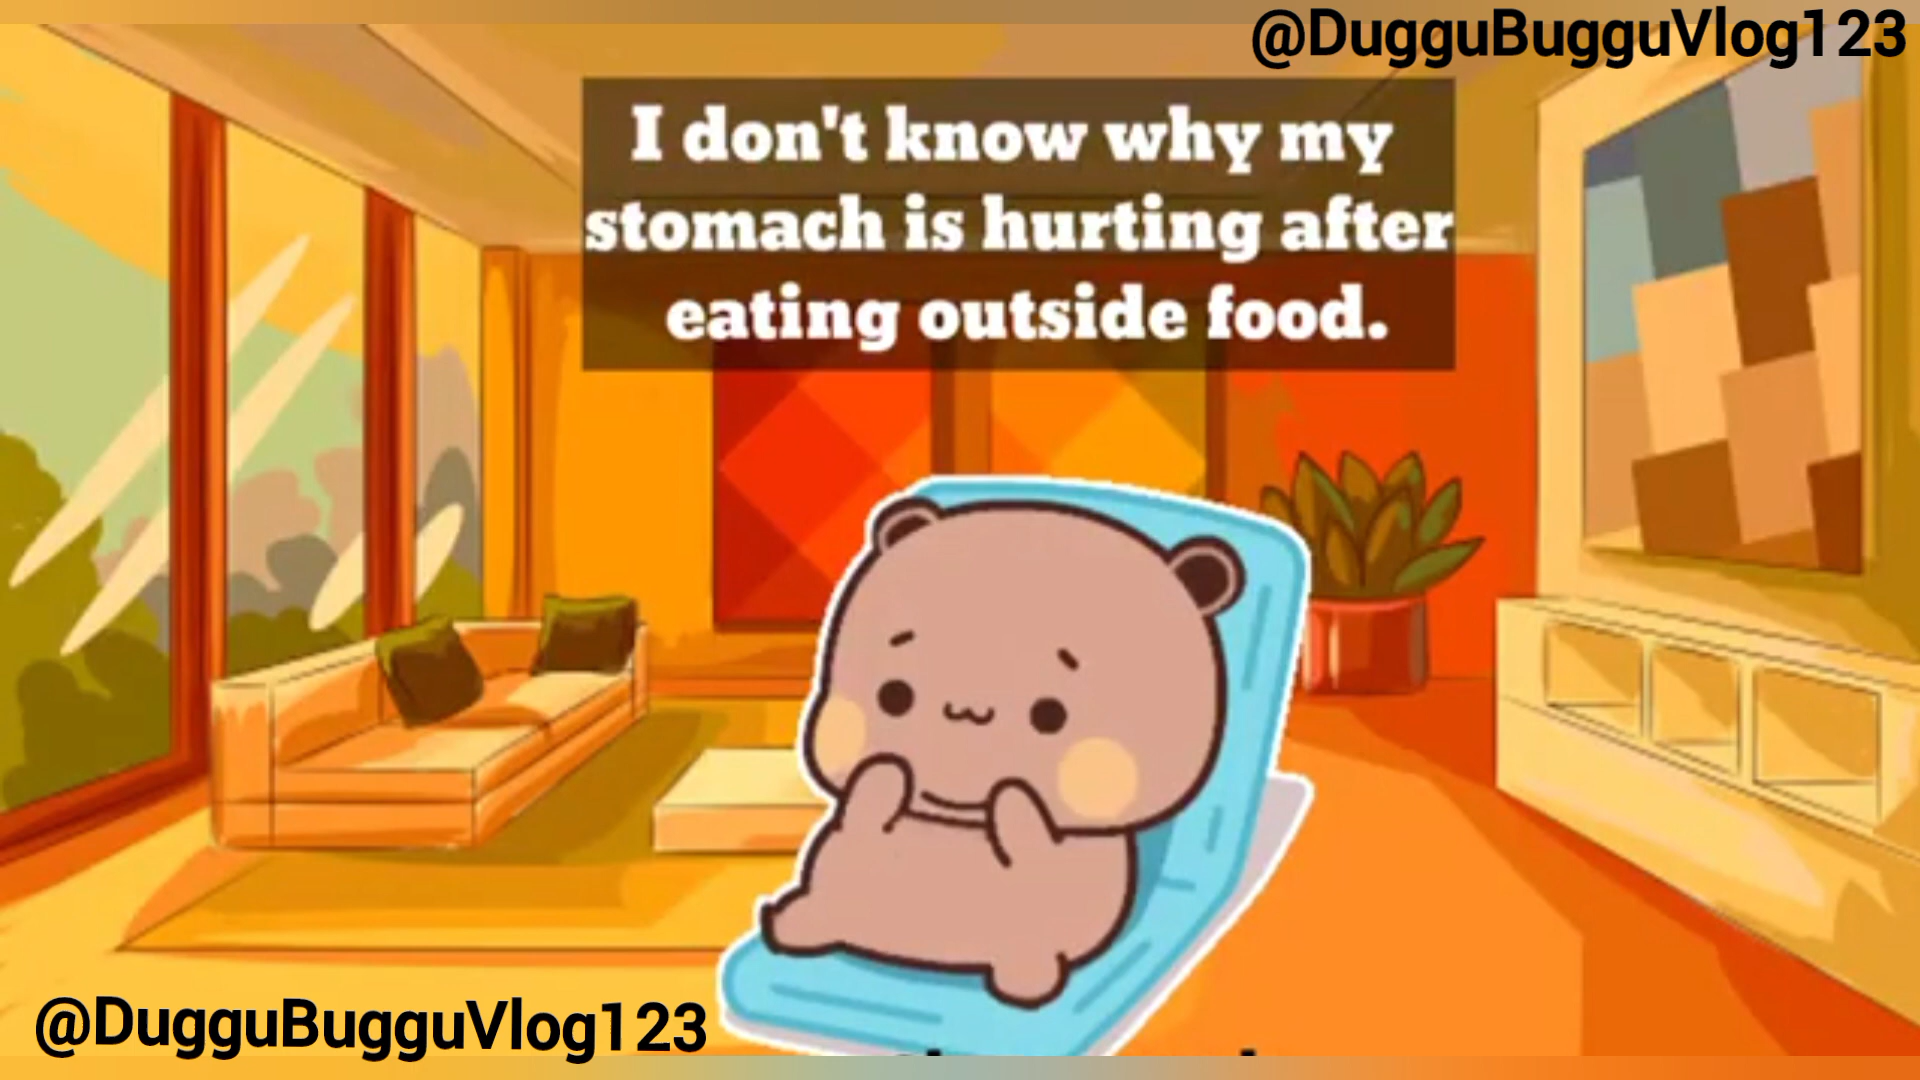 @DugguBugguVlog123
I don't know why my
stomach is hurting after
eating outside food.
@DugguBugguVlog123